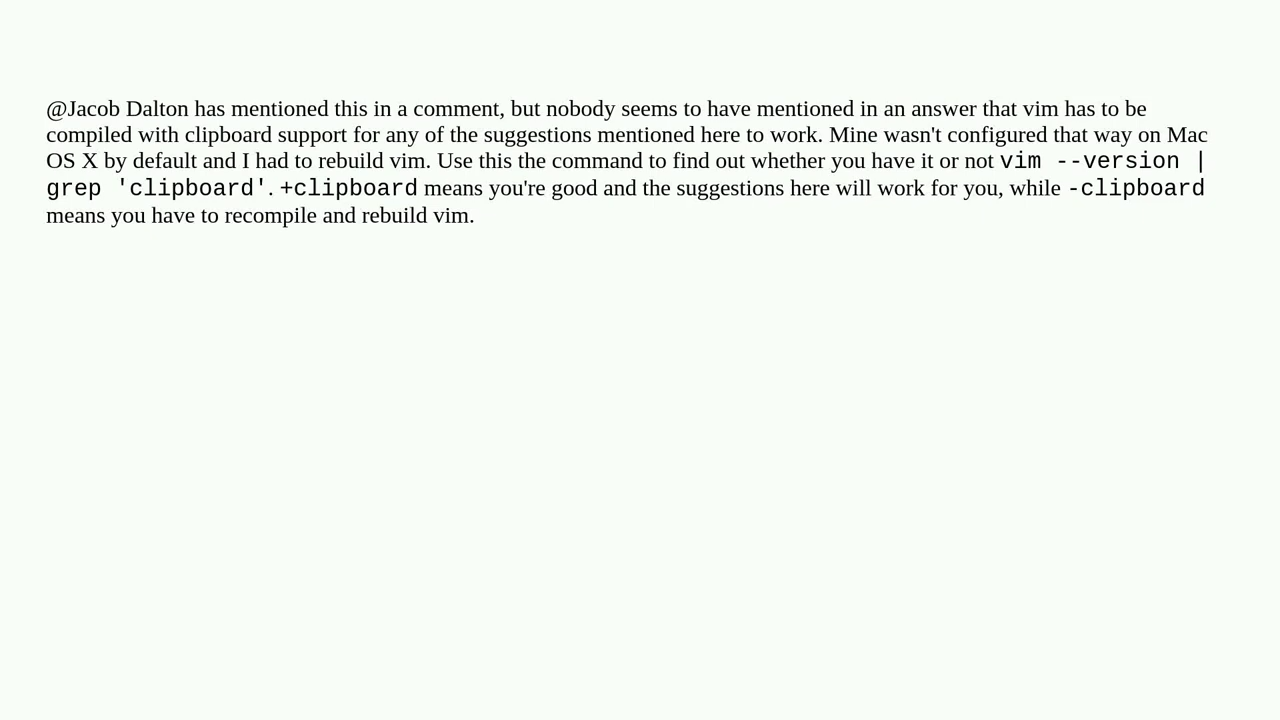 @Jacob Dalton has mentioned this in a comment, but nobody seems to have mentioned in an answer that vim has to be
compiled with clipboard support for any of the suggestions mentioned here to work. Mine wasn't configured that way on Mac
OS X by default and I had to rebuild vim. Use this the command to find out whether you have it or not vim --version |
grep 'clipboard'. +clipboard means you're good and the suggestions here will work for you, while -clipboard
means you have to recompile and rebuild vim.